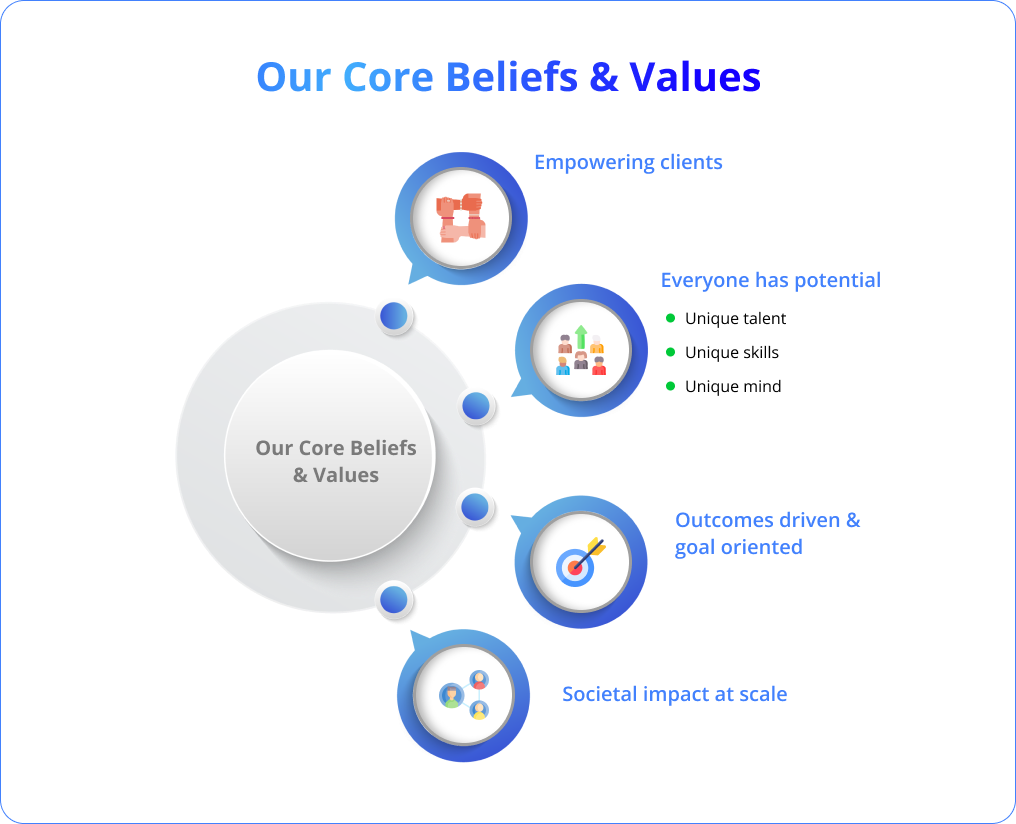 Our Core Beliefs & Values
Empowering clients
Everyone has potential
Unique talent
Unique skills
Unique mind
Our Core Beliefs
& Values
Outcomes driven &
goal oriented
Societal impact at scale